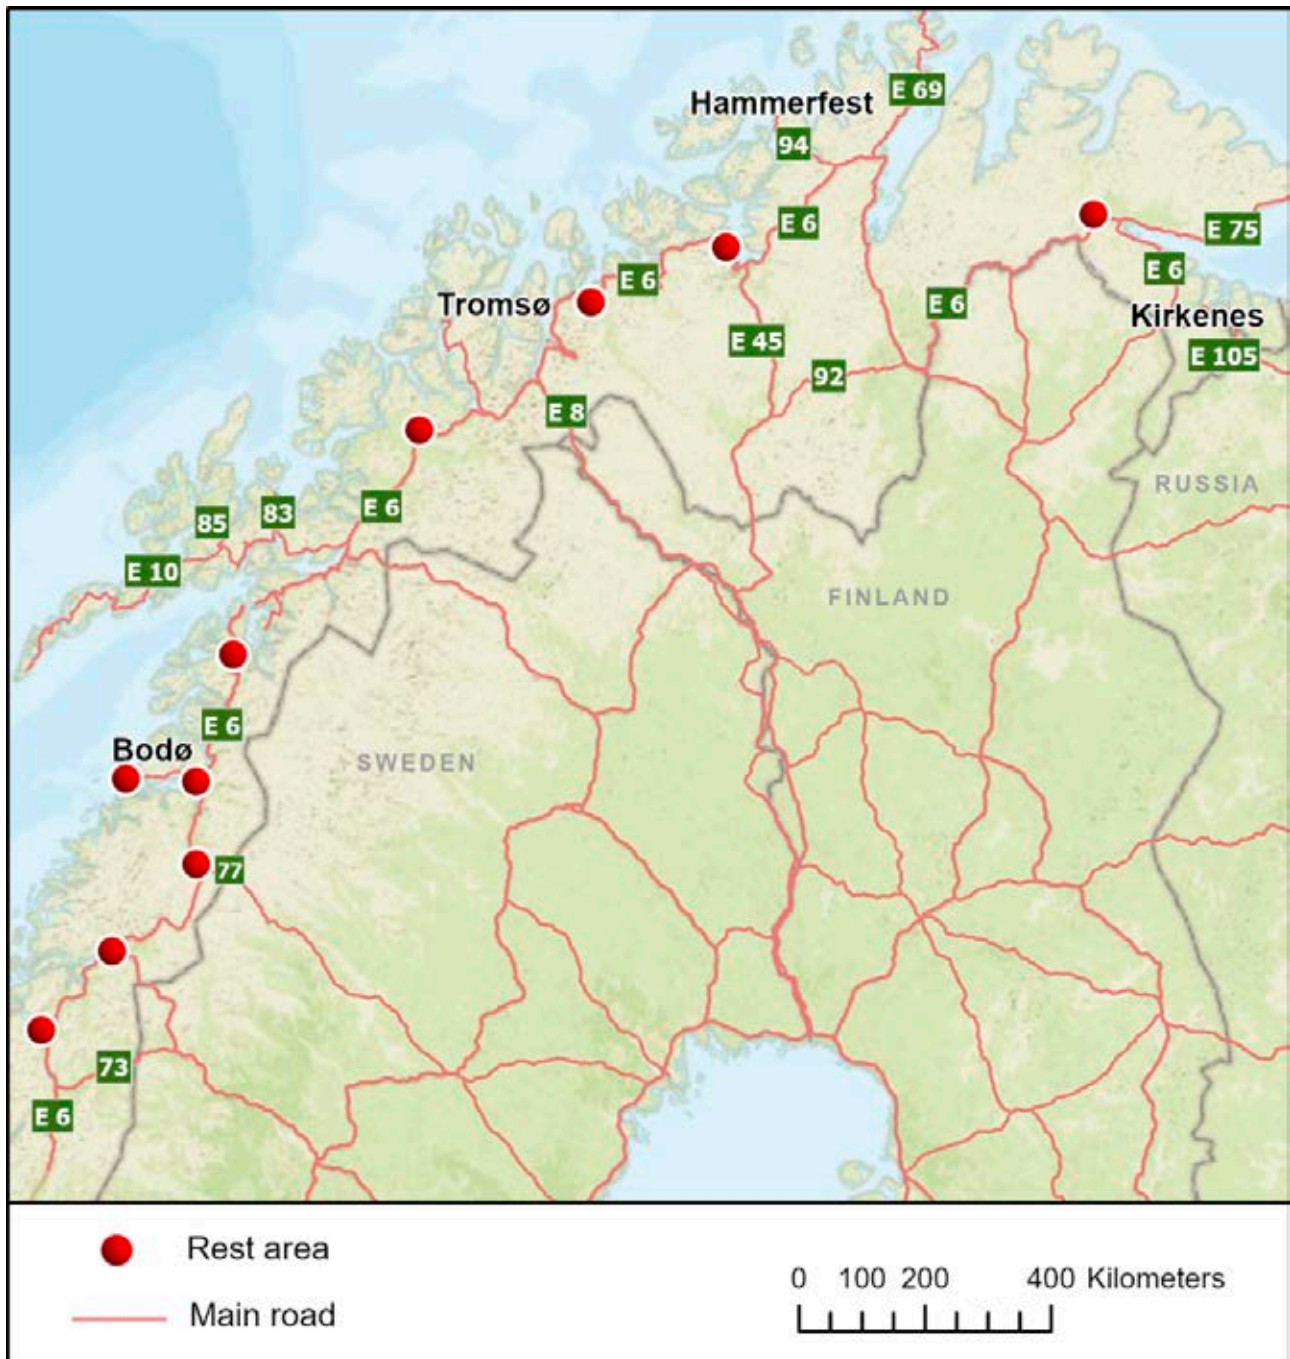 E 69
Hammerfest
94
E 6
E 75
E 6
E 6
Tromsø
E 6
Kirkenes
E 45
E 105
92
E 8
RUSSIA
E 6
83
85
E 10
FINLAND
E 6
Bodø
SWEDEN
77
73
E 6
Rest area
0 100 200 400 Kilometers
Main road